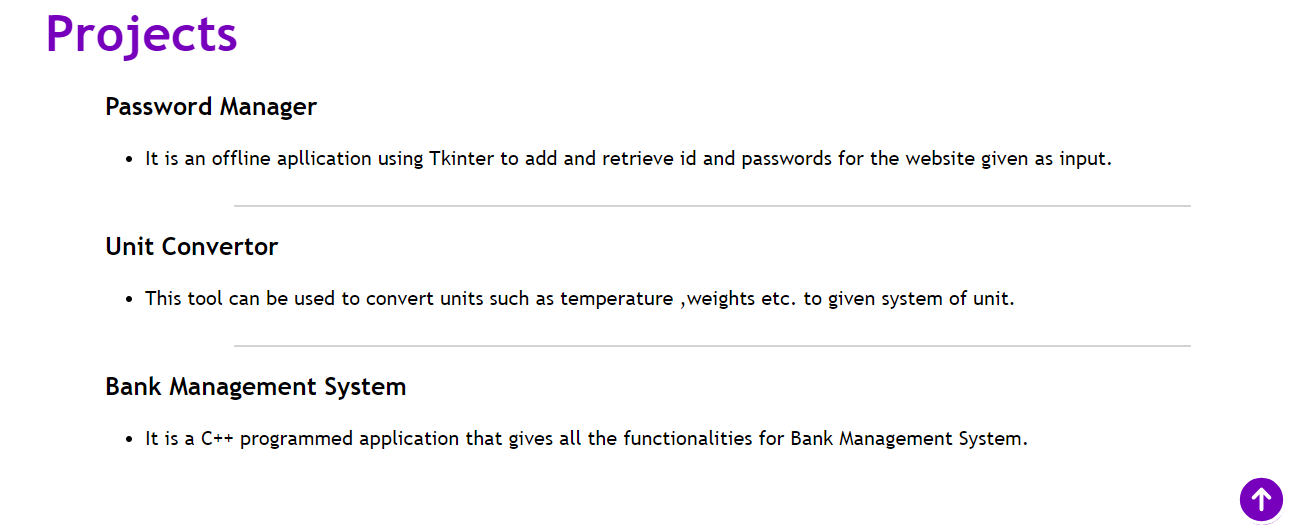 Projects
Password Manager
• It is an offline apllication using Tkinter to add and retrieve id and passwords for the website given as input.
Unit Convertor
• This tool can be used to convert units such as temperature ,weights etc. to given system of unit.
Bank Management System
• It is a C++ programmed application that gives all the functionalities for Bank Management System.